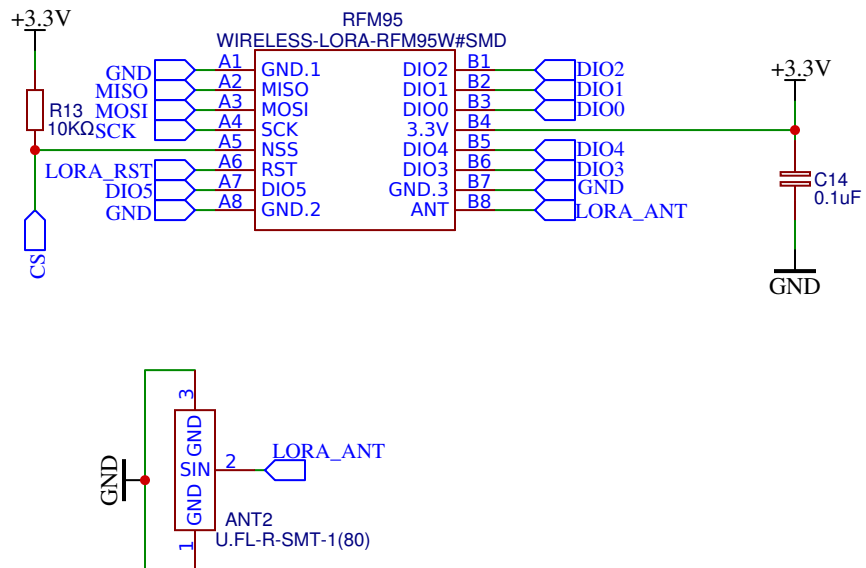 +3.3V
R13
10KΩ
CS
RFM95
WIRELESS-LORA-RFM95W#SMD
GND A1 GND.1 DIO2 B1 DIO2
MISO A2 MISO DIO1 B2 DIO1
MOSI A3 MOSI DIO0 B3 DIO0
SCK A4 SCK 3.3V B4
A5 NSS DIO4 B5 DIO4
LORA_RST A6 RST DIO3 B6 DIO3
DIO5 A7 DIO5 GND.3 B7 GND
GND A8 GND.2 ANT B8 LORA_ANT
+3.3V
C14
0.1uF
GND
GND
3
GND
SIN 2 LORA_ANT
GND
1
ANT2
U.FL-R-SMT-1(80)